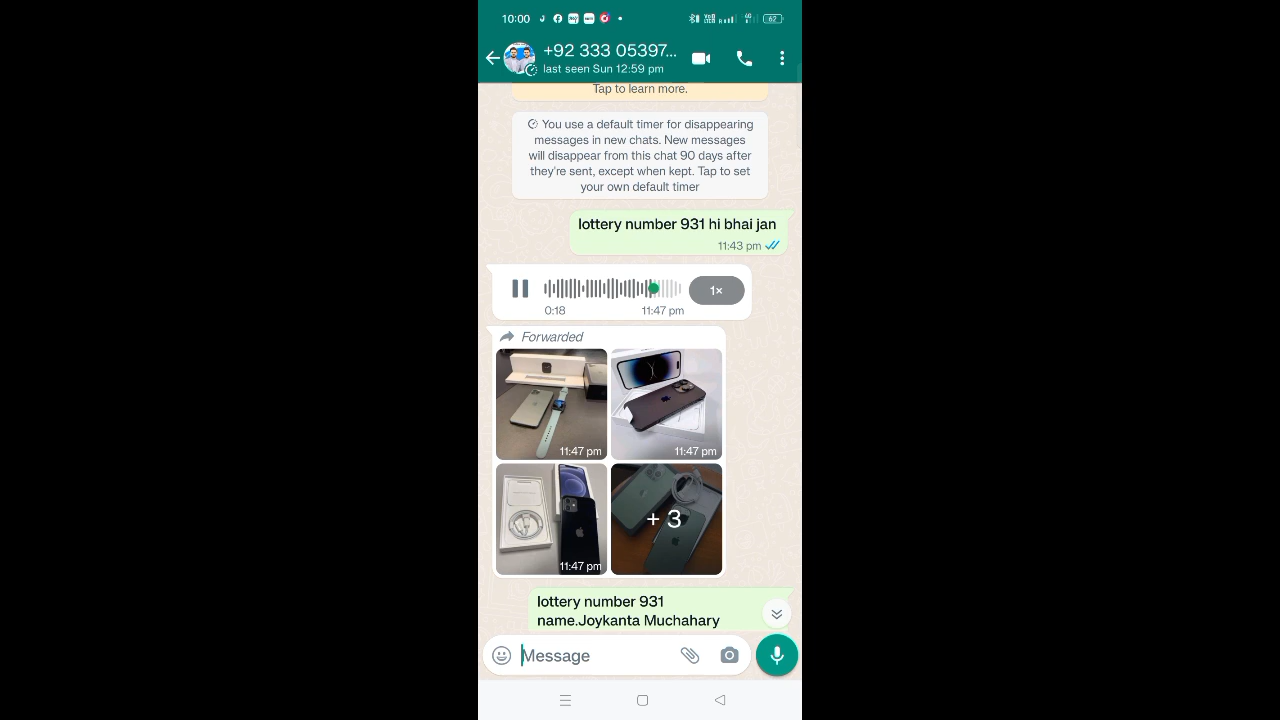 10:00
62
+92 333 05397...
last seen Sun 12:59 pm
Tap to learn more.
You use a default timer for disappearing
messages in new chats. New messages
will disappear from this chat 90 days after
they're sent, except when kept. Tap to set
your own default timer
lottery number 931 hi bhai jan
11:43 pm
1×
0:18 11:47 pm
Forwarded
11:47 pm 11:47 pm
+ 3
11:47 pm
lottery number 931
name.Joykanta Muchahary
Message